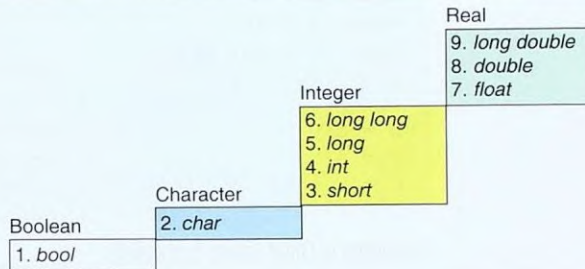 Real
9. long double
8. double
7. float
Integer
6. long long
5. long
4. int
3. short
Character
2. char
Boolean
1. bool